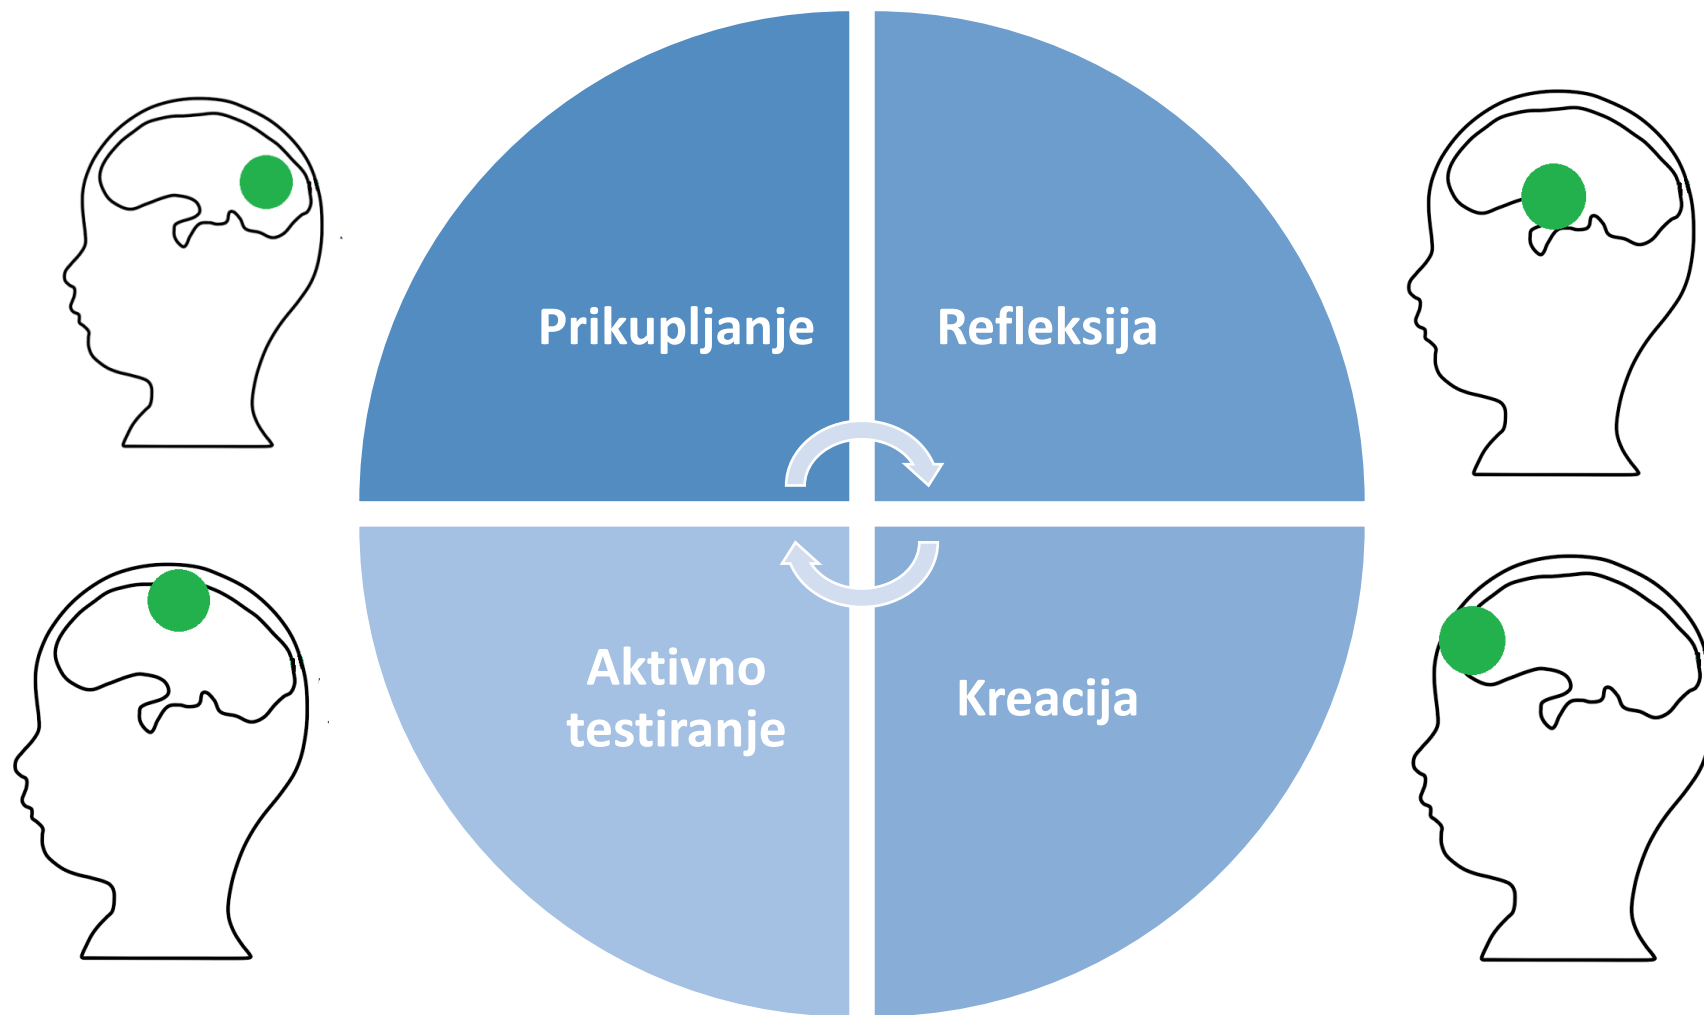 Prikupljanje
Refleksija
Aktivno
testiranje
Kreacija